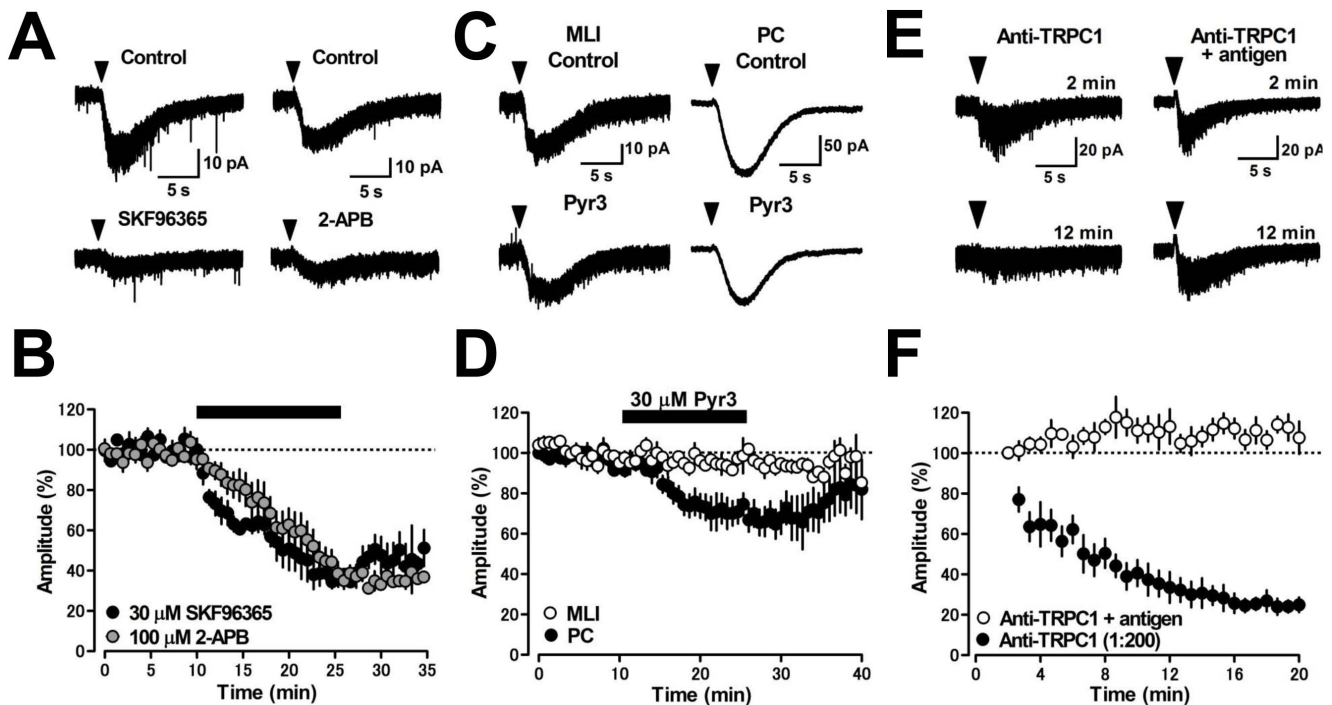 A
Control
Control
10 pA
5 s
10 pA
5 s
SKF96365
2-APB
C
MLI
Control
PC
Control
10 pA
5 s
50 pA
5 s
Pyr3
Pyr3
E
Anti-TRPC1
Anti-TRPC1
+ antigen
2 min
2 min
20 pA
5 s
20 pA
5 s
12 min
12 min
B
120
100
80
60
40
20
0
Amplitude (%)
30 μM SKF96365
100 μM 2-APB
0 5 10 15 20 25 30 35
Time (min)
D
30 μM Pyr3
120
100
80
60
40
20
0
Amplitude (%)
MLI
PC
0 10 20 30 40
Time (min)
F
120
100
80
60
40
20
0
Amplitude (%)
Anti-TRPC1 + antigen
Anti-TRPC1 (1:200)
0 4 8 12 16 20
Time (min)